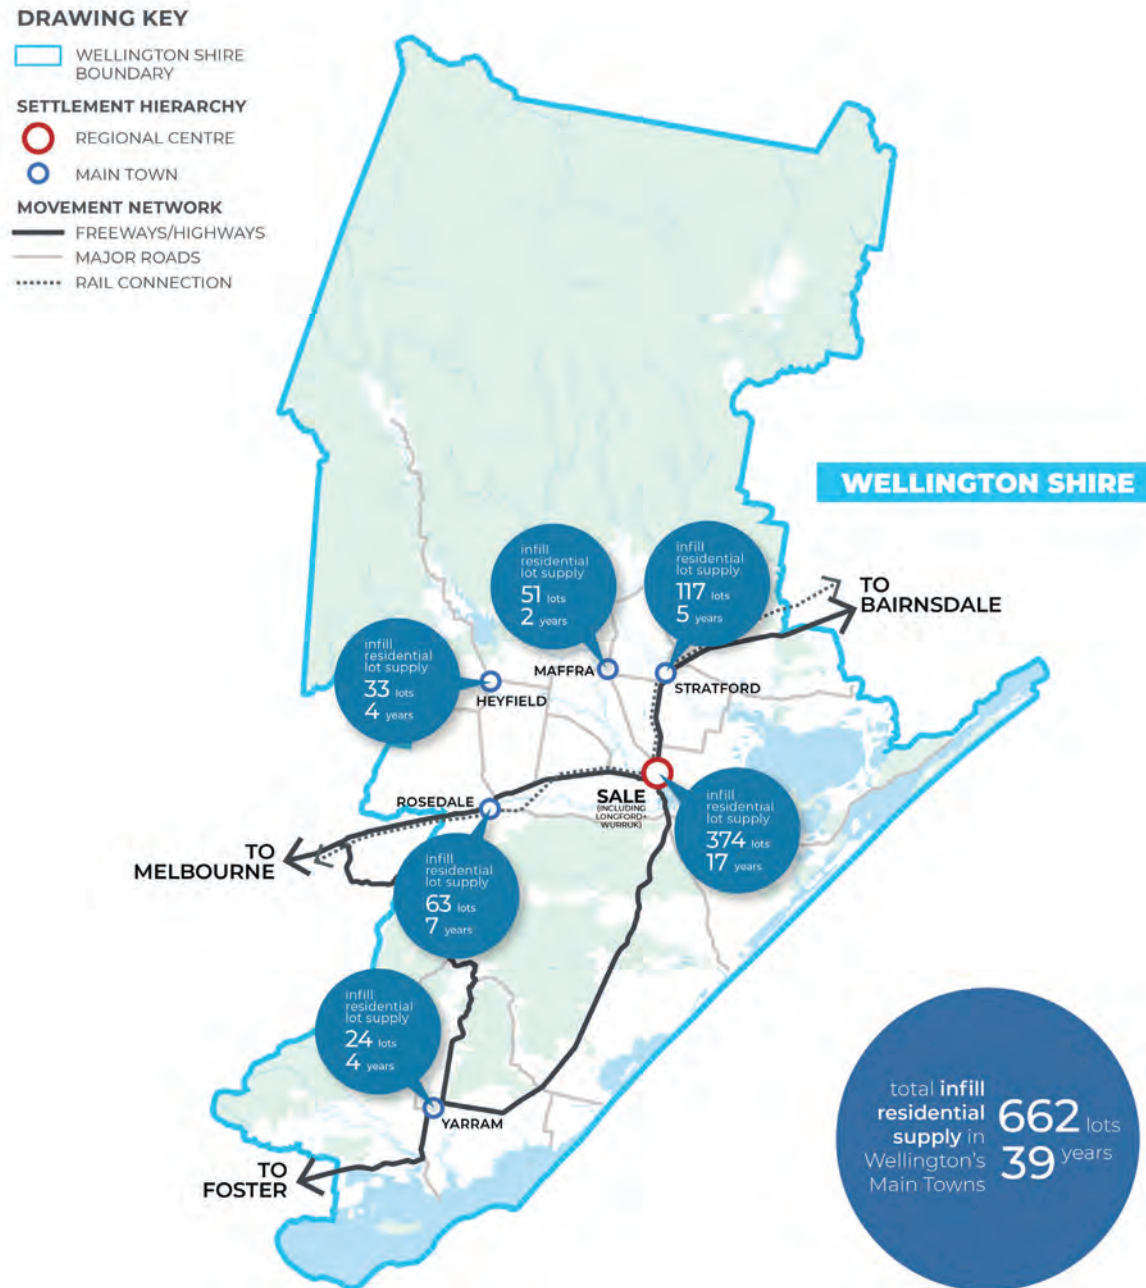 DRAWING KEY
WELLINGTON SHIRE
BOUNDARY
SETTLEMENT HIERARCHY
REGIONAL CENTRE
MAIN TOWN
MOVEMENT NETWORK
FREEWAYS/HIGHWAYS
MAJOR ROADS
RAIL CONNECTION
WELLINGTON SHIRE
infill
residential
lot supply
51 lots
2 years
infill
residential
lot supply
117 lots
5 years
TO
BAIRNSDALE
infill
residential
lot supply
33 lots
4 years
HEYFIELD
MAFFRA
STRATFORD
ROSEDALE
SALE
(INCLUDING
LONGFORD+
WURRUK)
infill
residential
lot supply
374 lots
17 years
TO
MELBOURNE
infill
residential
lot supply
63 lots
7 years
infill
residential
lot supply
24 lots
4 years
YARRAM
TO
FOSTER
total infill
residential
supply in
Wellington's
Main Towns
662 lots
39 years